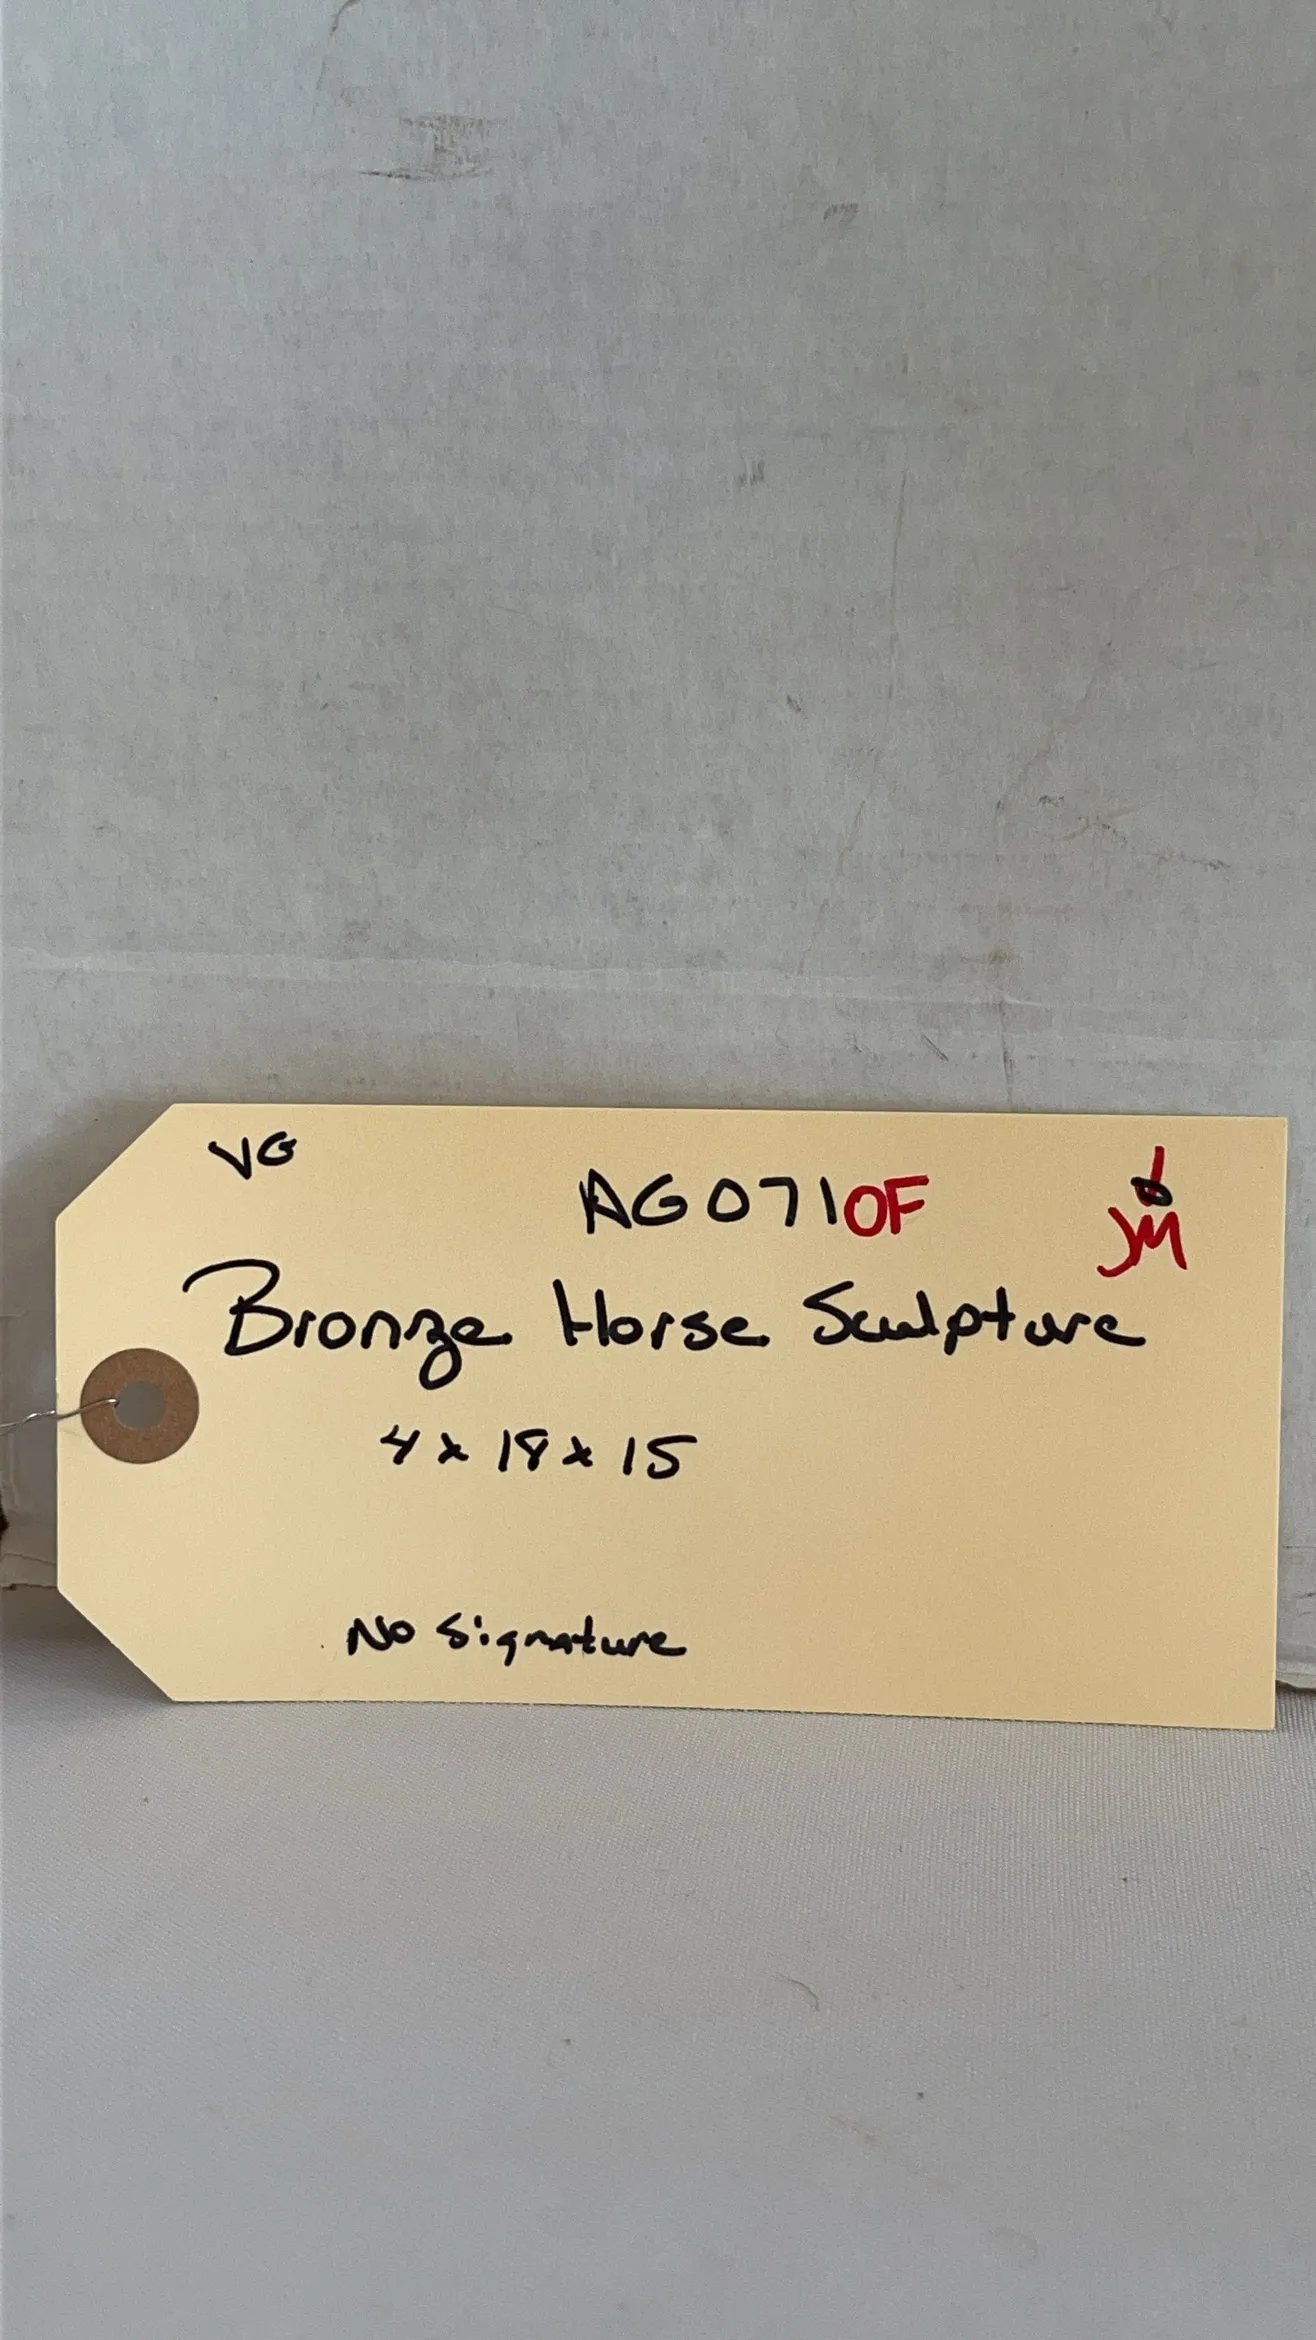 VG
AG071OF
JM
Bronze Horse Sculpture
4 x 18 x 15
No Signature